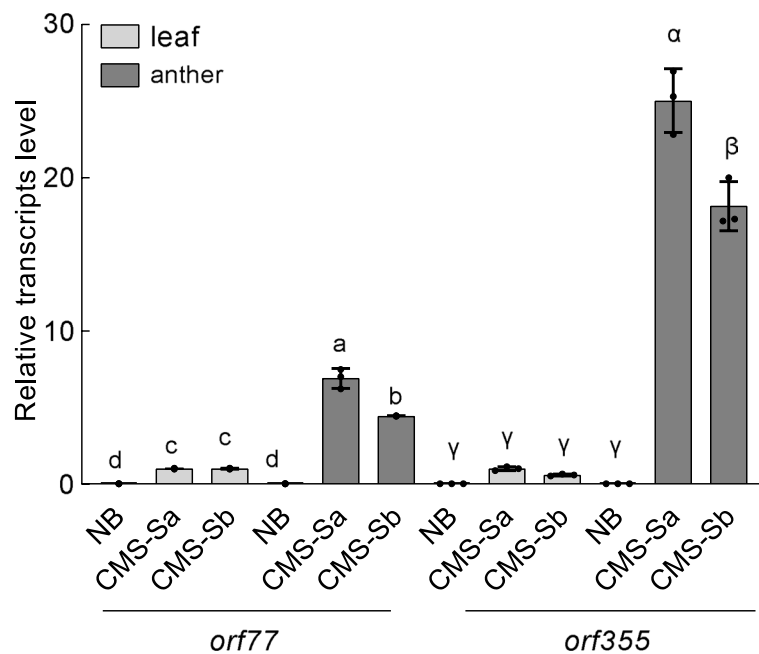 30
leaf
anther
α
β
20
Relative transcripts level
10
a
b
d
c
c
d
γ
γ
γ
γ
0
NB
CMS-Sa
CMS-Sb
NB
CMS-Sa
CMS-Sb
NB
CMS-Sa
CMS-Sb
NB
CMS-Sa
CMS-Sb
orf77
orf355